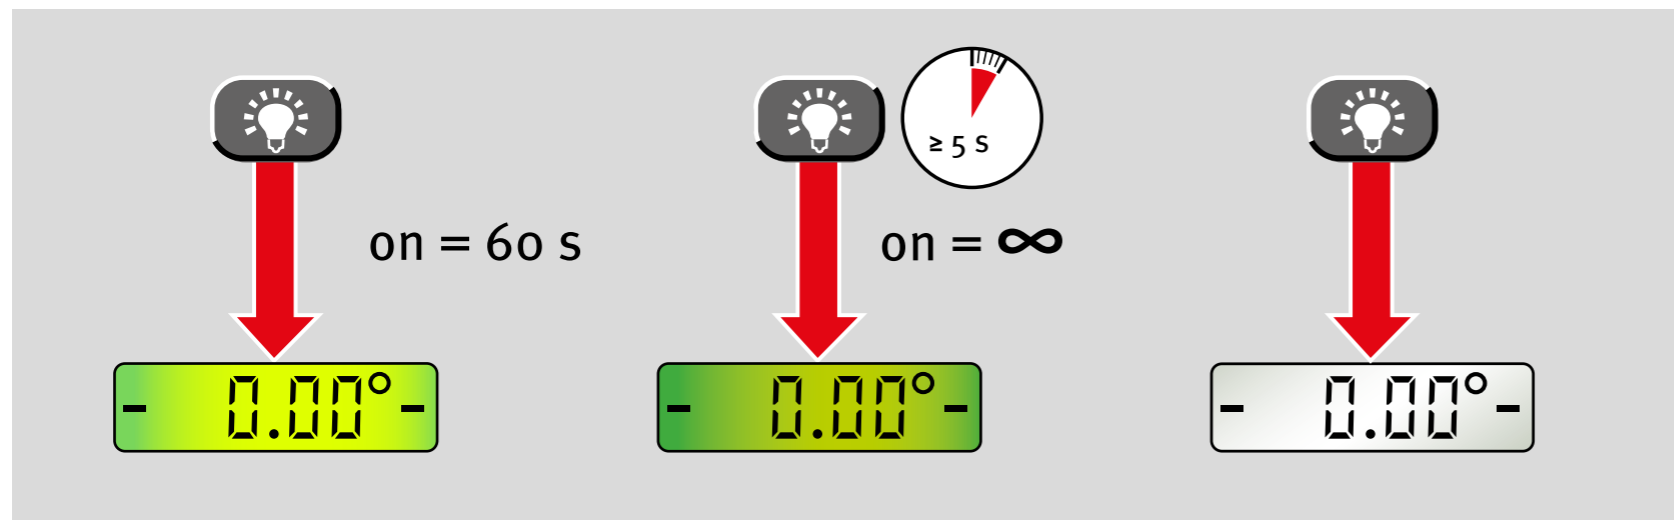 ≥ 5 s
on = 60 s
on = ∞
- 0.00° -
- 0.00° -
- 0.00° -